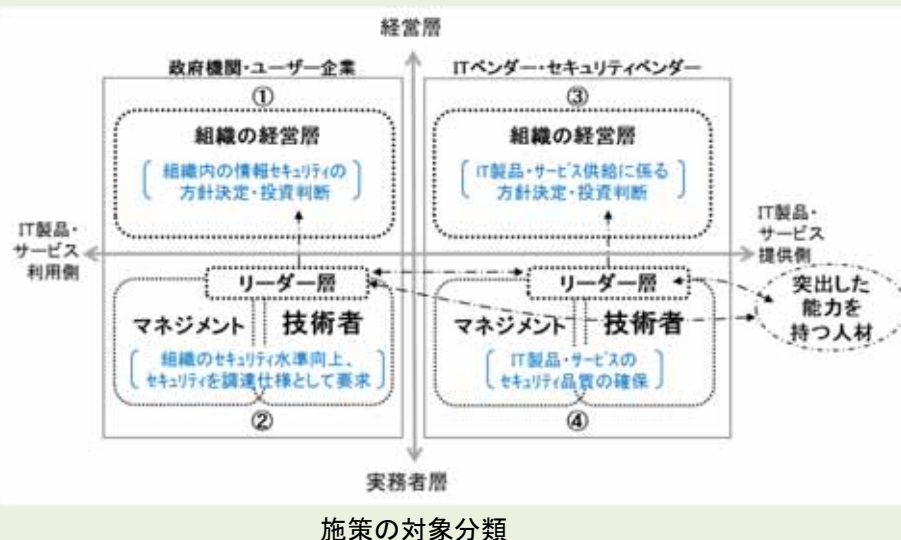 経営層
政府機関・ユーザー企業
ITベンダー・セキュリティベンダー
①
③
組織の経営層
組織の経営層
組織内の情報セキュリティの
方針決定・投資判断
IT製品・サービス供給に係る
方針決定・投資判断
IT製品・
サービス
利用側
IT製品・
サービス
提供側
リーダー層
リーダー層
突出した
能力を
持つ人材
マネジメント
技術者
マネジメント
技術者
組織のセキュリティ水準向上、
セキュリティを調達仕様として要求
IT製品・サービスの
セキュリティ品質の確保
②
④
実務者層
施策の対象分類